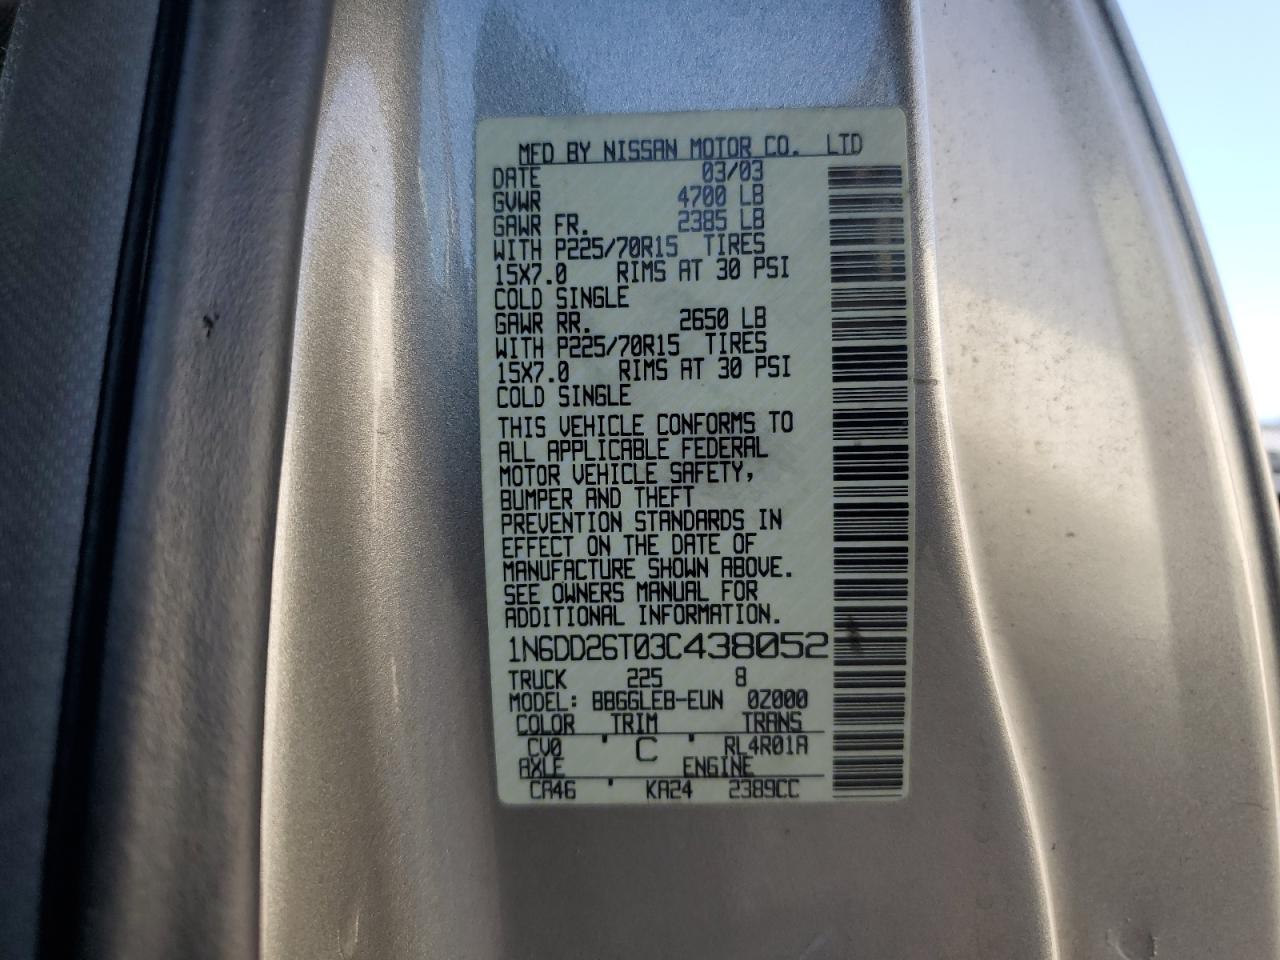 MFD BY NISSAN MOTOR CO. LTD
DATE 03/03
GVWR 4700 LB
GAWR FR. 2385 LB
WITH P225/70R15 TIRES
15X7.0 RIMS AT 30 PSI
COLD SINGLE
GAWR RR. 2650 LB
WITH P225/70R15 TIRES
15X7.0 RIMS AT 30 PSI
COLD SINGLE
THIS VEHICLE CONFORMS TO
ALL APPLICABLE FEDERAL
MOTOR VEHICLE SAFETY,
BUMPER AND THEFT
PREVENTION STANDARDS IN
EFFECT ON THE DATE OF
MANUFACTURE SHOWN ABOVE.
SEE OWNERS MANUAL FOR
ADDITIONAL INFORMATION.
1N6DD26T03C438052
TRUCK 225 8
MODEL: BBGGLEB-EUN 0Z000
COLOR TRIM TRANS
CV0 ' C ' RL4R01A
AXLE ENGINE
CA46 ' KA24 2389CC